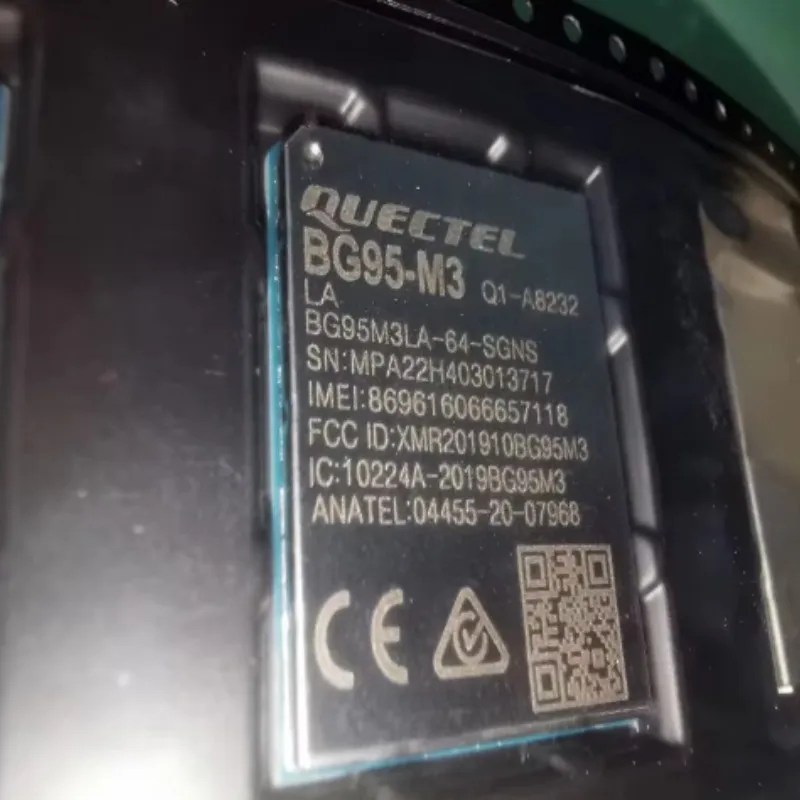 QUECTEL
BG95-M3 Q1-A8232
LA
BG95M3LA-64-SGNS
SN:MPA22H403013717
IMEI:869616066657118
FCC ID:XMR201910BG95M3
IC:10224A-2019BG95M3
ANATEL:04455-20-07968
CE